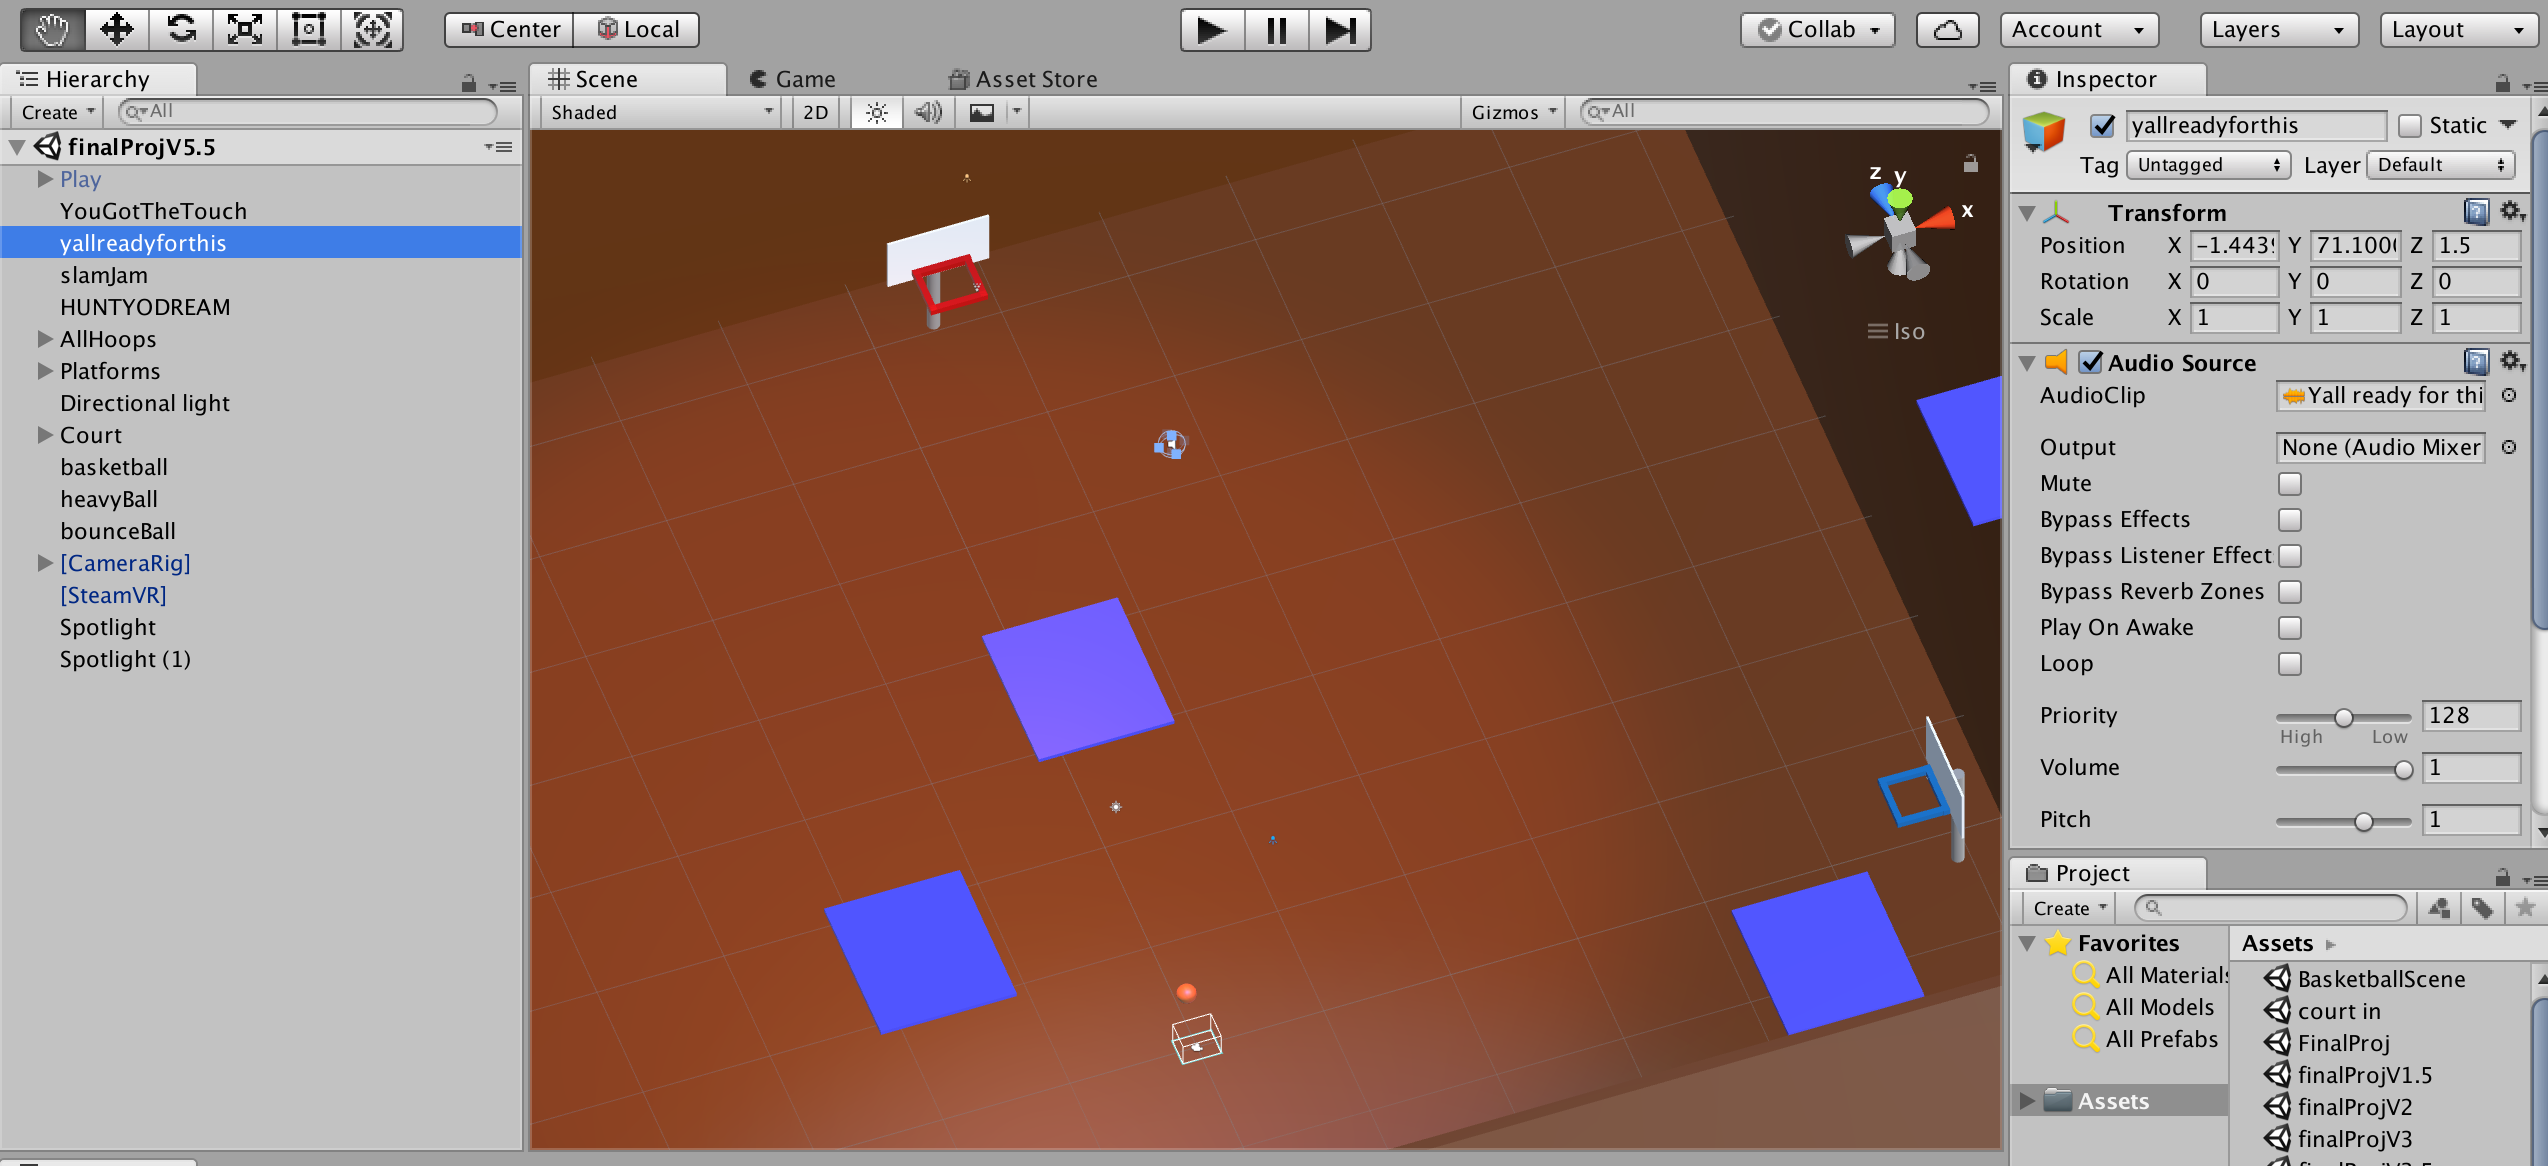 Center Local Collab Account Layers Layout
Hierarchy
Create All
finalProjV5.5
Play
YouGotTheTouch
yallreadyforthis
slamJam
HUNTYODREAM
AllHoops
Platforms
Directional light
Court
basketball
heavyBall
bounceBall
[CameraRig]
[SteamVR]
Spotlight
Spotlight (1)
Scene Game Asset Store
Shaded 2D Gizmos All
z y
x
Iso
Inspector
yallreadyforthis Static
Tag Untagged Layer Default
Transform
Position X -1.443 Y 71.100 Z 1.5
Rotation X 0 Y 0 Z 0
Scale X 1 Y 1 Z 1
Audio Source
AudioClip Yall ready for thi
Output None (Audio Mixer
Mute
Bypass Effects
Bypass Listener Effect
Bypass Reverb Zones
Play On Awake
Loop
Priority 128
High Low
Volume 1
Pitch 1
Project
Create
Favorites
All Materials
All Models
All Prefabs
Assets
Assets
BasketballScene
court in
FinalProj
finalProjV1.5
finalProjV2
finalProjV3